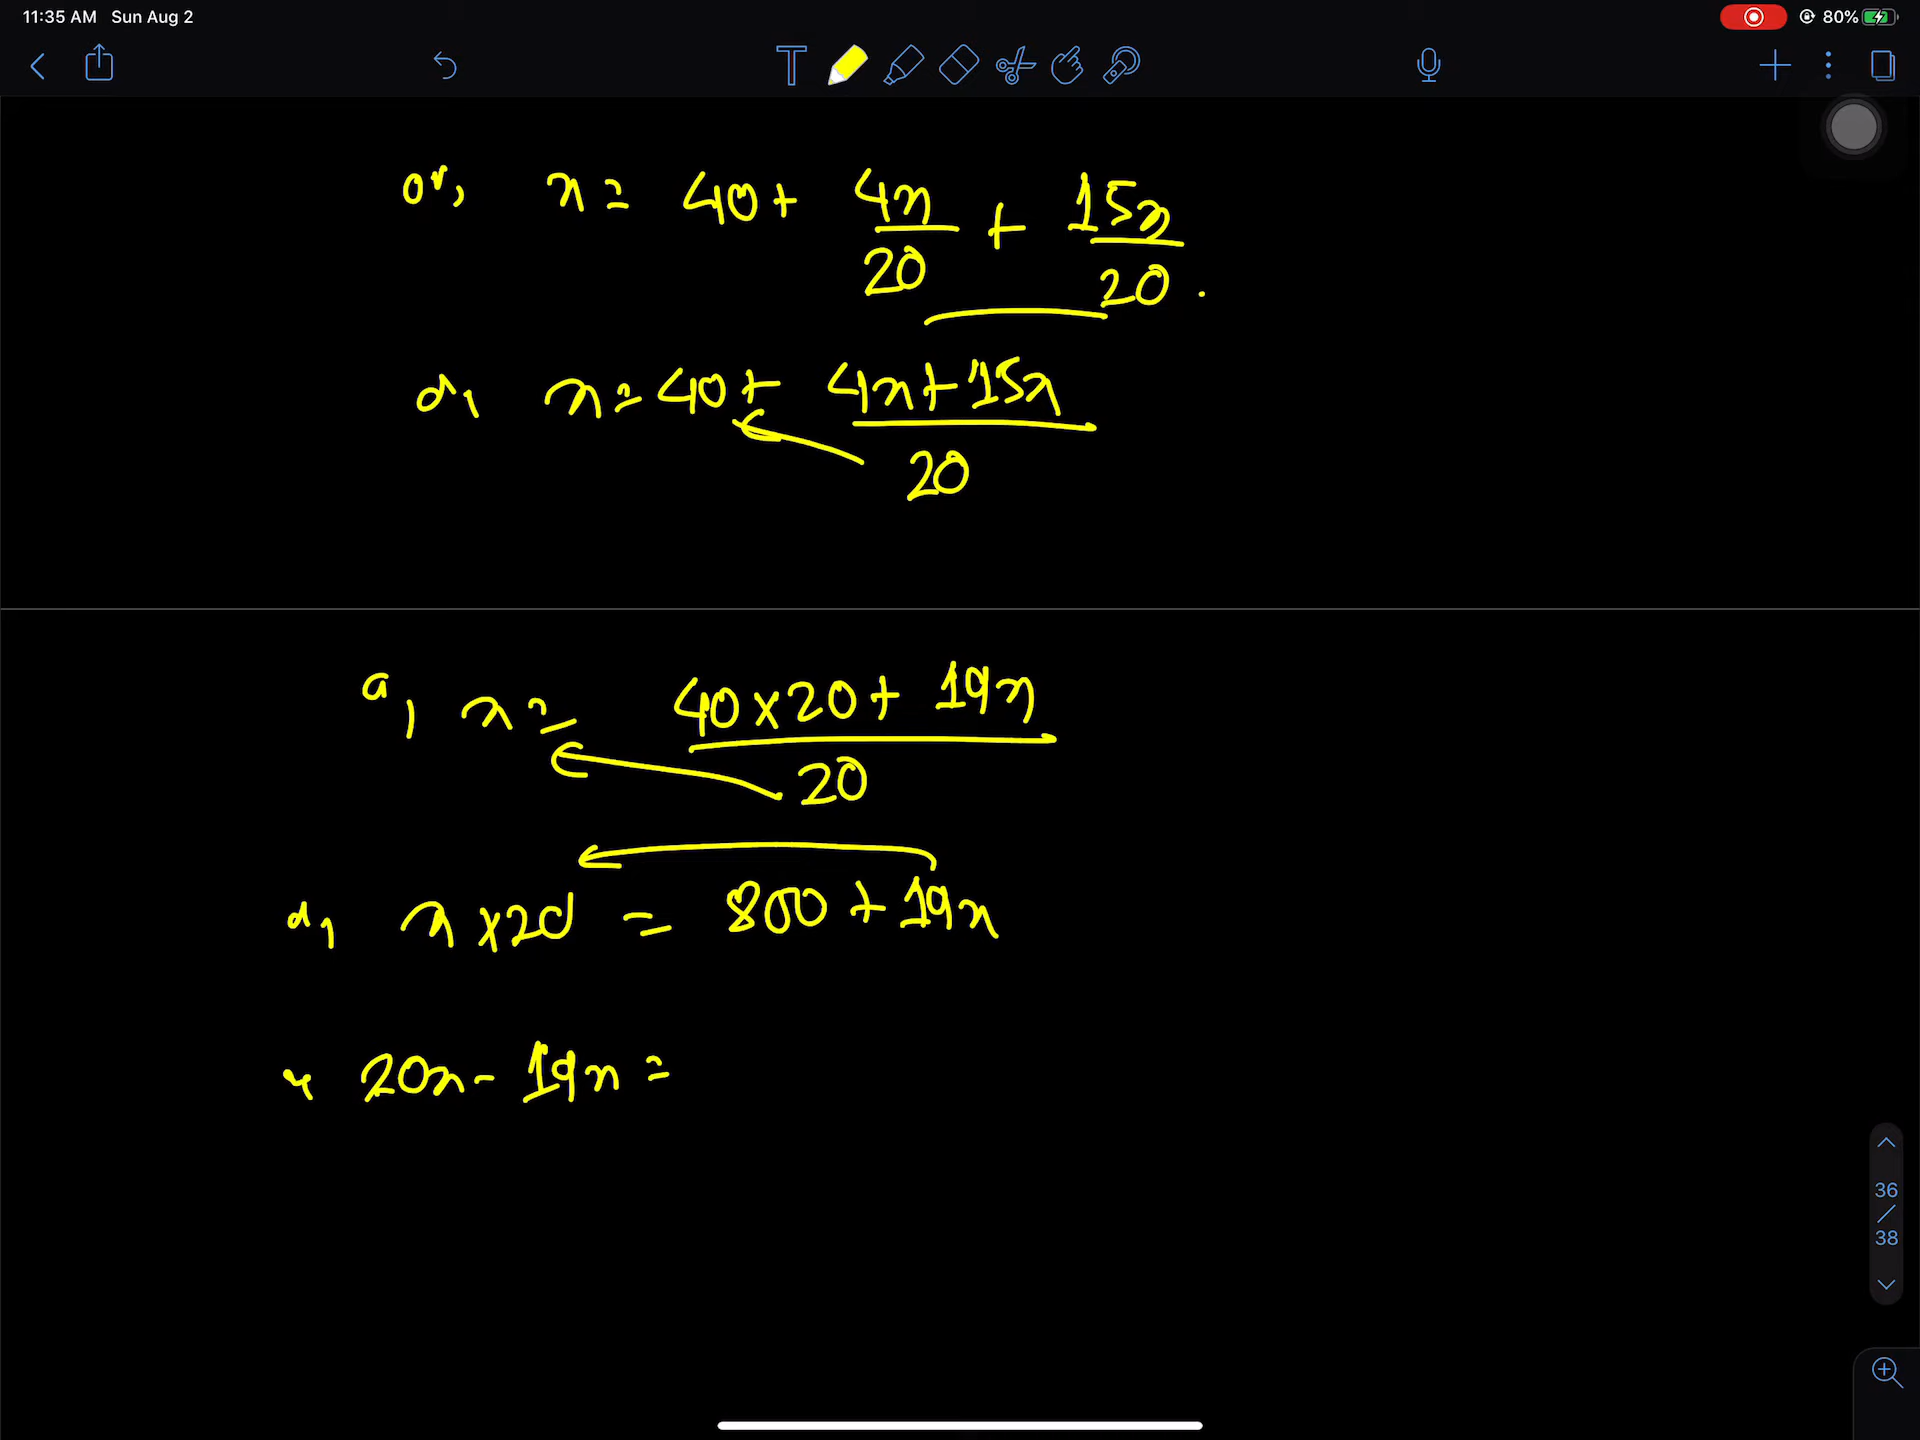 11:35 AM Sun Aug 2
80%
or, x = 40 + 4x/20 + 15x/20 .
or, x = 40 + 4x+15x/20
or, x = 40×20 + 19x/20
or, x ×20 = 800 + 19x
or 20x - 19x =
36
/
38